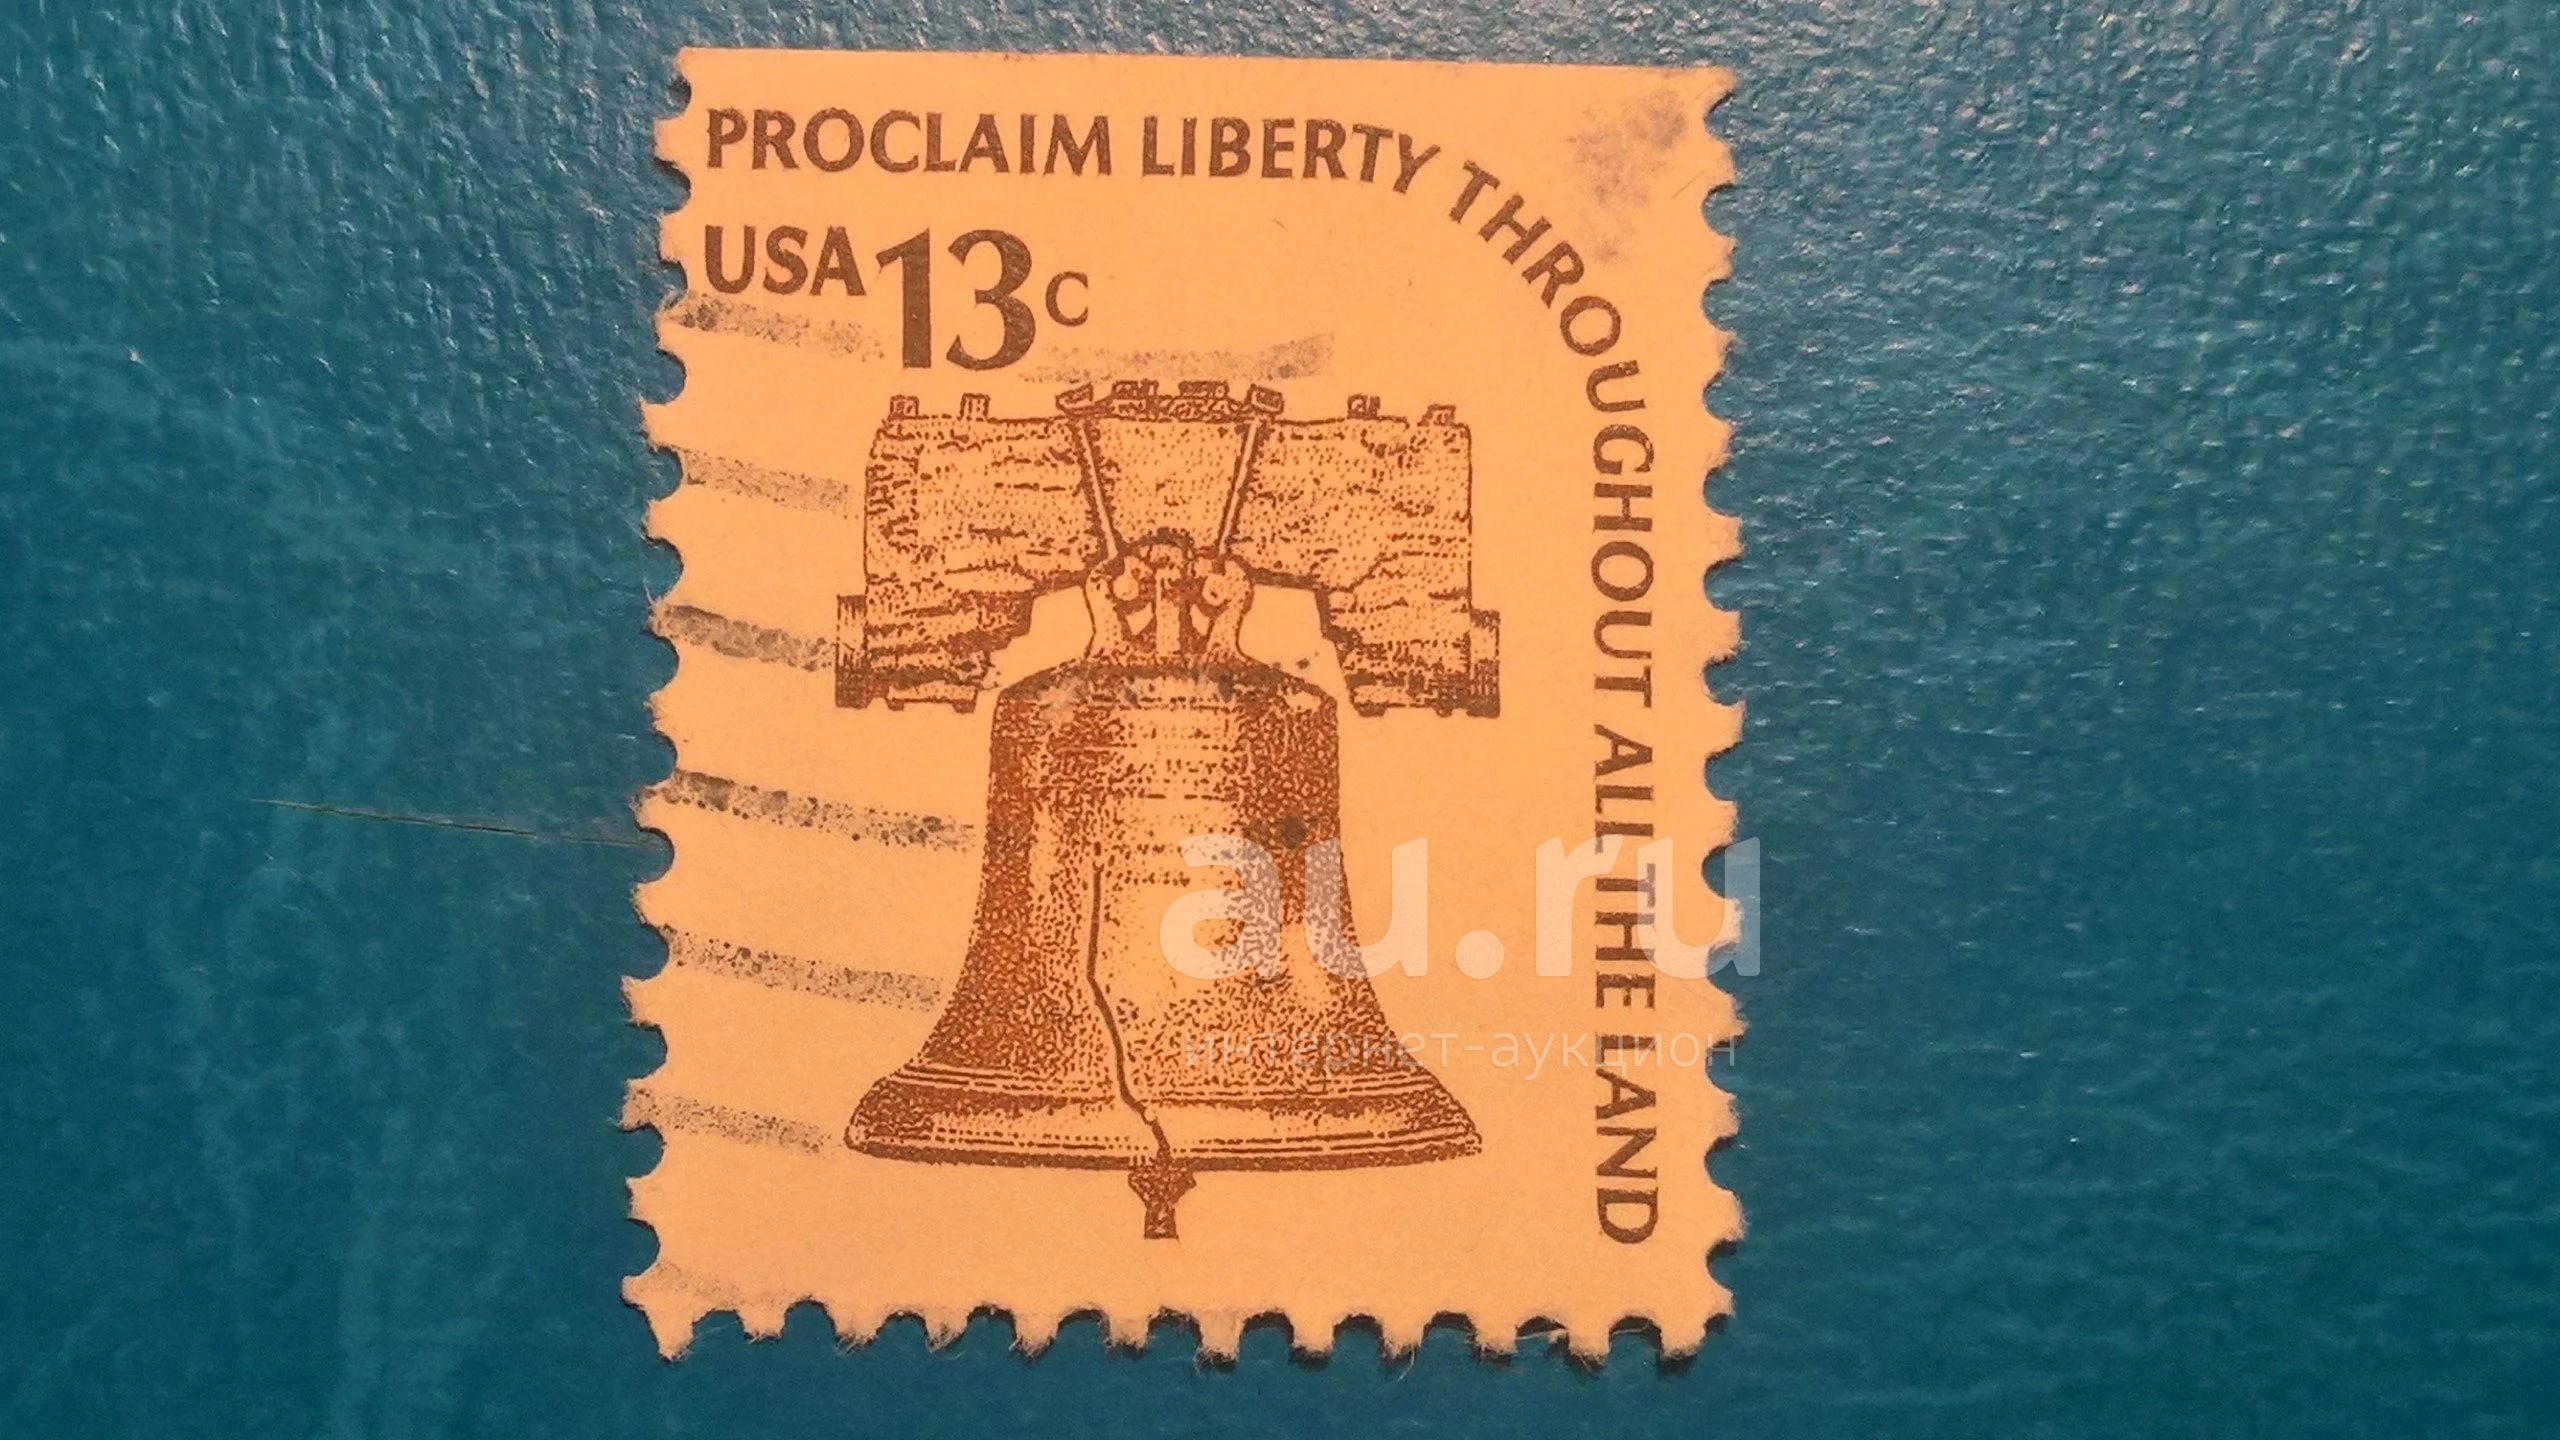 PROCLAIM LIBERTY THROUGHOUT ALL THE LAND
USA 13c
au.ru
интернет-аукцион